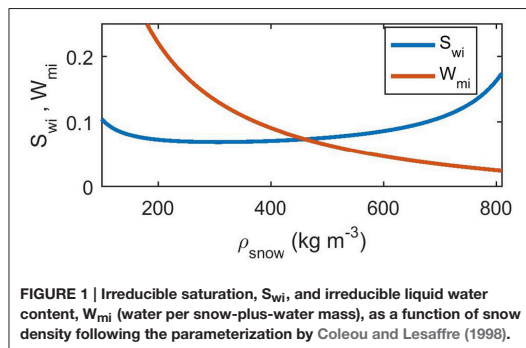 0.2
0.1
0
S_wi , W_mi
S_wi
W_mi
200
400
600
800
ρ_snow (kg m⁻³)
FIGURE 1 | Irreducible saturation, S_wi, and irreducible liquid water
content, W_mi (water per snow-plus-water mass), as a function of snow
density following the parameterization by Coleou and Lesaffre (1998).